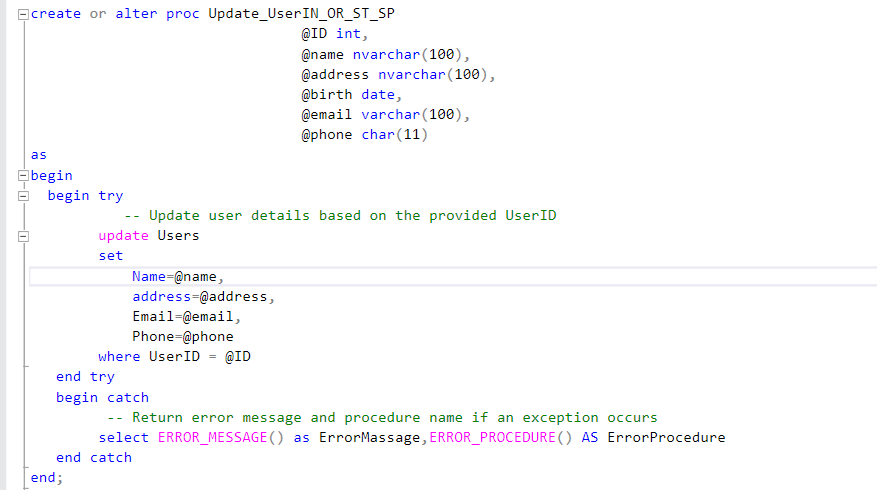 create or alter proc Update_UserIN_OR_ST_SP
@ID int,
@name nvarchar(100),
@address nvarchar(100),
@birth date,
@email varchar(100),
@phone char(11)
as
begin
begin try
-- Update user details based on the provided UserID
update Users
set
Name=@name,
address=@address,
Email=@email,
Phone=@phone
where UserID = @ID
end try
begin catch
-- Return error message and procedure name if an exception occurs
select ERROR_MESSAGE() as ErrorMassage,ERROR_PROCEDURE() AS ErrorProcedure
end catch
end;